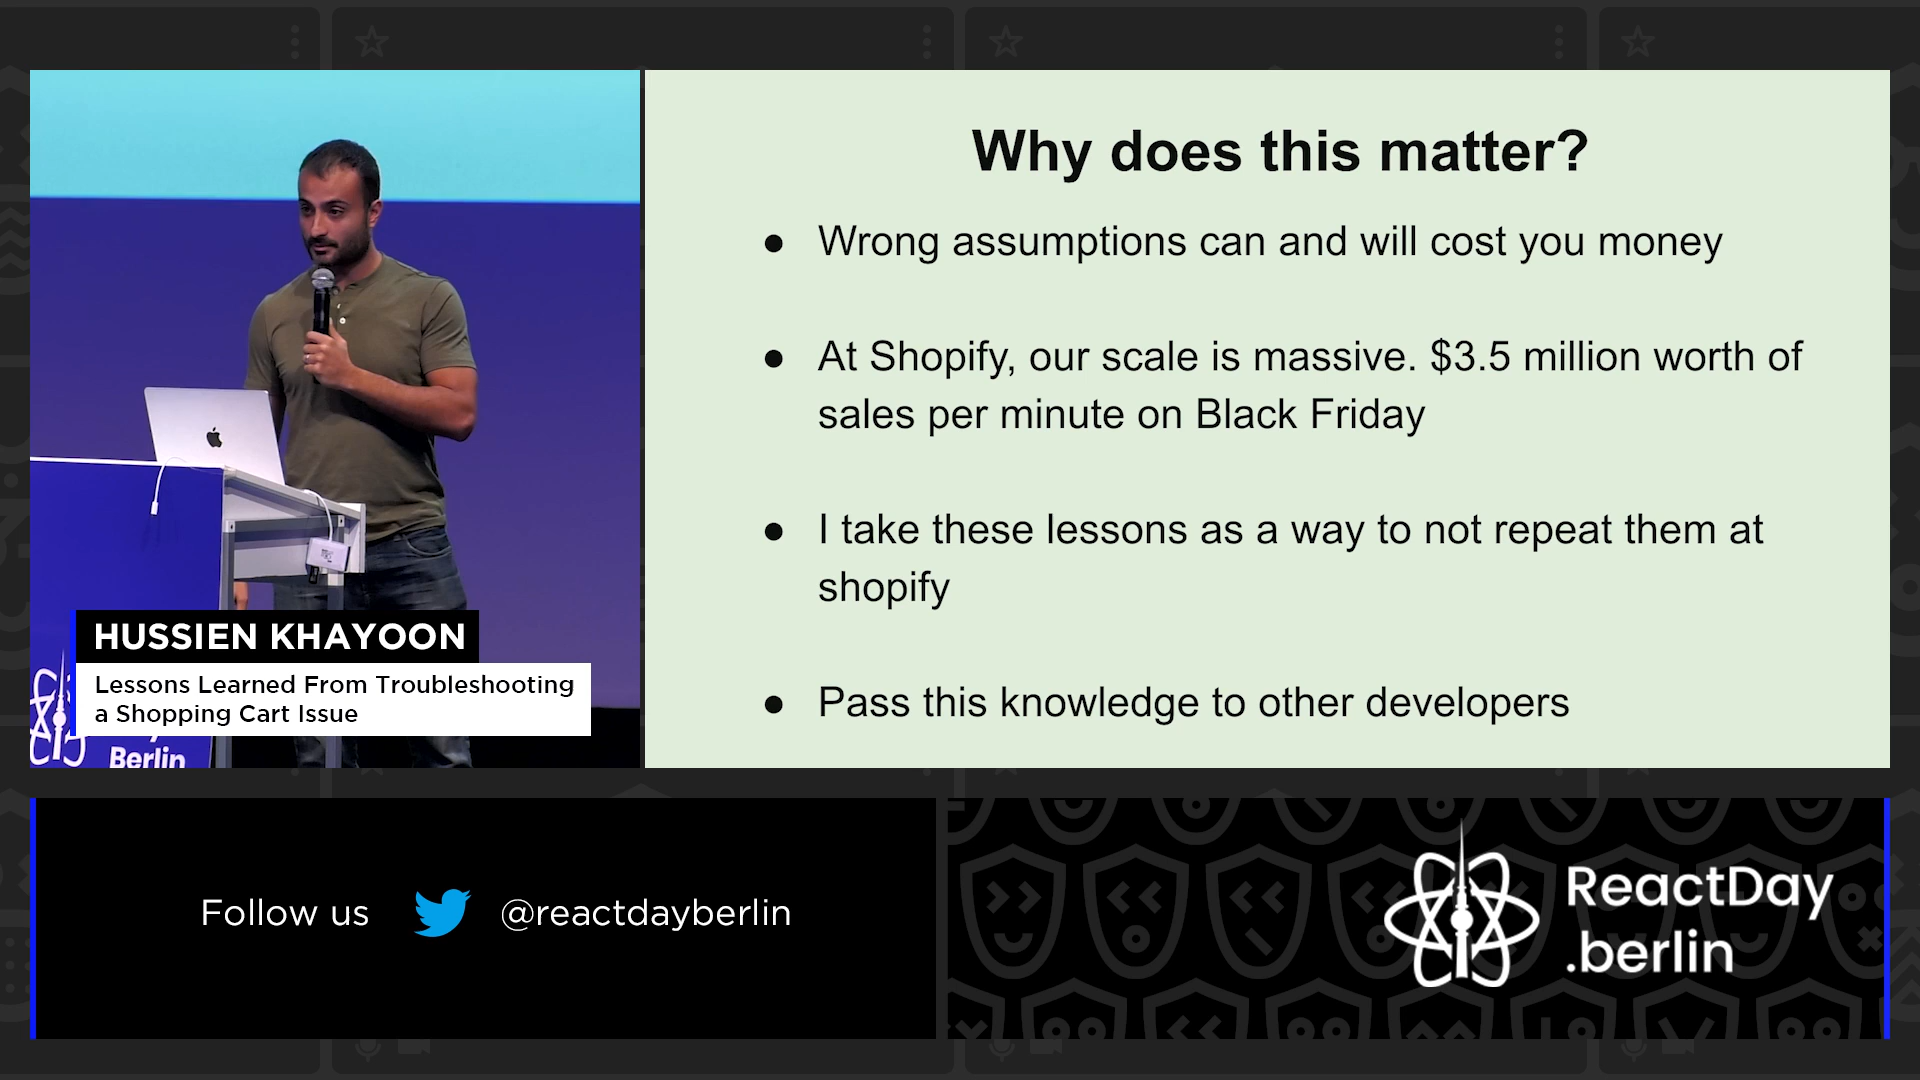 Why does this matter?
● Wrong assumptions can and will cost you money
● At Shopify, our scale is massive. $3.5 million worth of
sales per minute on Black Friday
● I take these lessons as a way to not repeat them at
shopify
● Pass this knowledge to other developers
HUSSIEN KHAYOON
Lessons Learned From Troubleshooting
a Shopping Cart Issue
Berlin
Follow us @reactdayberlin
ReactDay
.berlin